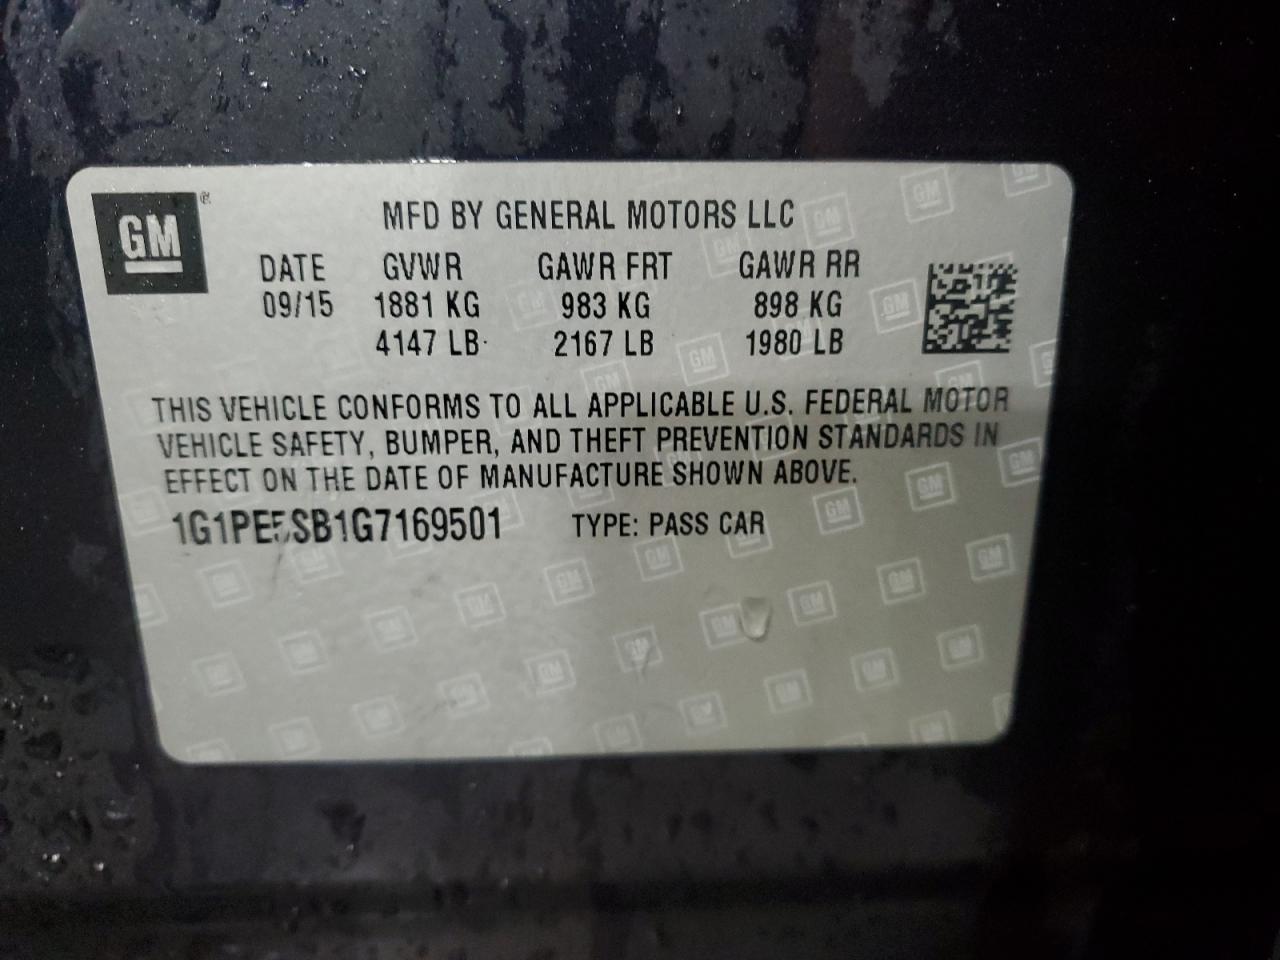 GM
MFD BY GENERAL MOTORS LLC
DATE GVWR GAWR FRT GAWR RR
09/15 1881 KG 983 KG 898 KG
4147 LB 2167 LB 1980 LB
THIS VEHICLE CONFORMS TO ALL APPLICABLE U.S. FEDERAL MOTOR
VEHICLE SAFETY, BUMPER, AND THEFT PREVENTION STANDARDS IN
EFFECT ON THE DATE OF MANUFACTURE SHOWN ABOVE.
1G1PE5SB1G7169501 TYPE: PASS CAR